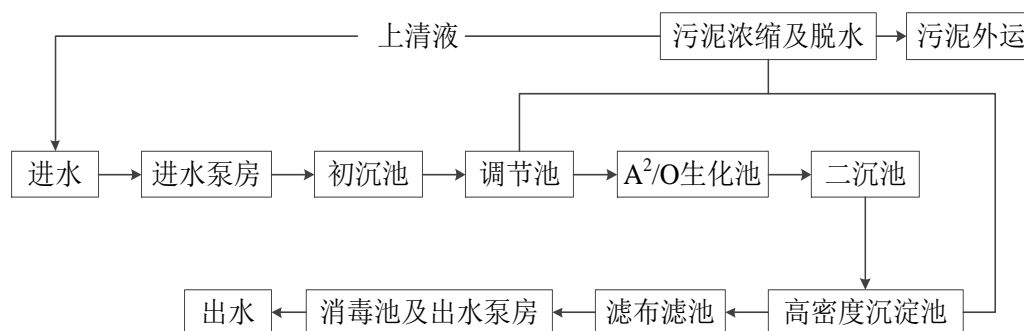 上清液
污泥浓缩及脱水
污泥外运
进水
进水泵房
初沉池
调节池
A²/O生化池
二沉池
出水
消毒池及出水泵房
滤布滤池
高密度沉淀池